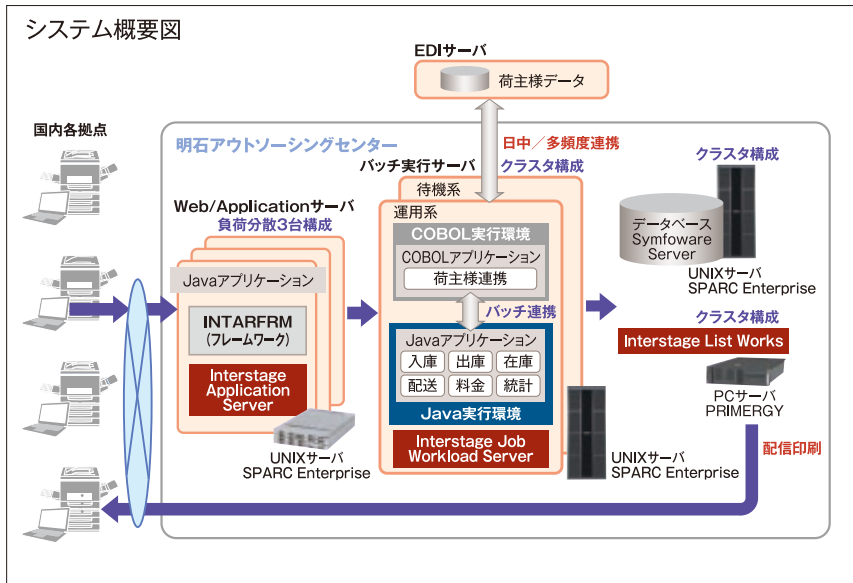 システム概要図
EDIサーバ
荷主様データ
国内各拠点
明石アウトソーシングセンター
日中／多頻度連携
バッチ実行サーバ
クラスタ構成
待機系
運用系
Web/Applicationサーバ
負荷分散3台構成
Javaアプリケーション
INTARFRM
(フレームワーク)
Interstage
Application
Server
UNIXサーバ
SPARC Enterprise
COBOL実行環境
COBOLアプリケーション
荷主様連携
バッチ連携
Javaアプリケーション
入庫
出庫
在庫
配送
料金
統計
Java実行環境
Interstage Job
Workload Server
UNIXサーバ
SPARC Enterprise
クラスタ構成
データベース
Symfoware
Server
UNIXサーバ
SPARC Enterprise
クラスタ構成
Interstage List Works
PCサーバ
PRIMERGY
配信印刷